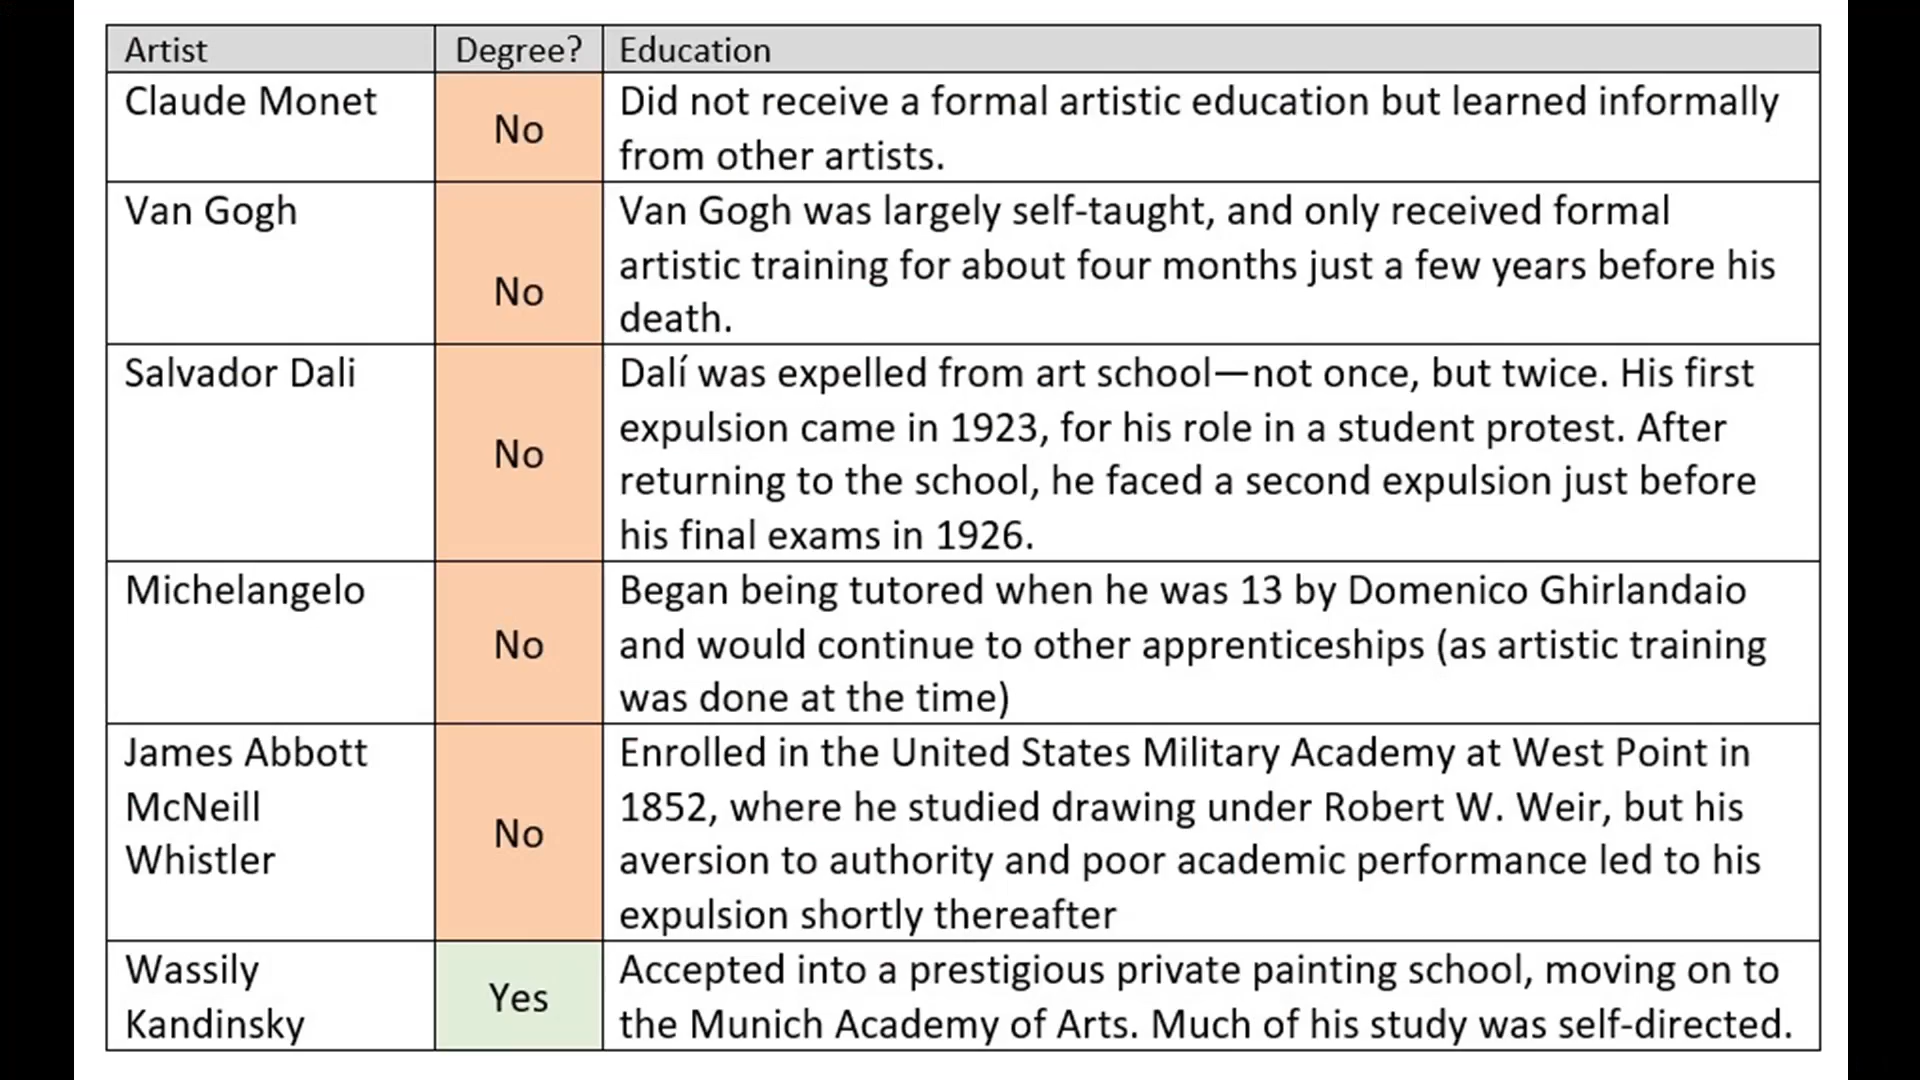 Artist Degree? Education
Claude Monet No Did not receive a formal artistic education but learned informally
from other artists.
Van Gogh No Van Gogh was largely self-taught, and only received formal
artistic training for about four months just a few years before his
death.
Salvador Dali No Dalí was expelled from art school—not once, but twice. His first
expulsion came in 1923, for his role in a student protest. After
returning to the school, he faced a second expulsion just before
his final exams in 1926.
Michelangelo No Began being tutored when he was 13 by Domenico Ghirlandaio
and would continue to other apprenticeships (as artistic training
was done at the time)
James Abbott
McNeill
Whistler
No
Enrolled in the United States Military Academy at West Point in
1852, where he studied drawing under Robert W. Weir, but his
aversion to authority and poor academic performance led to his
expulsion shortly thereafter
Wassily
Kandinsky
Yes
Accepted into a prestigious private painting school, moving on to
the Munich Academy of Arts. Much of his study was self-directed.